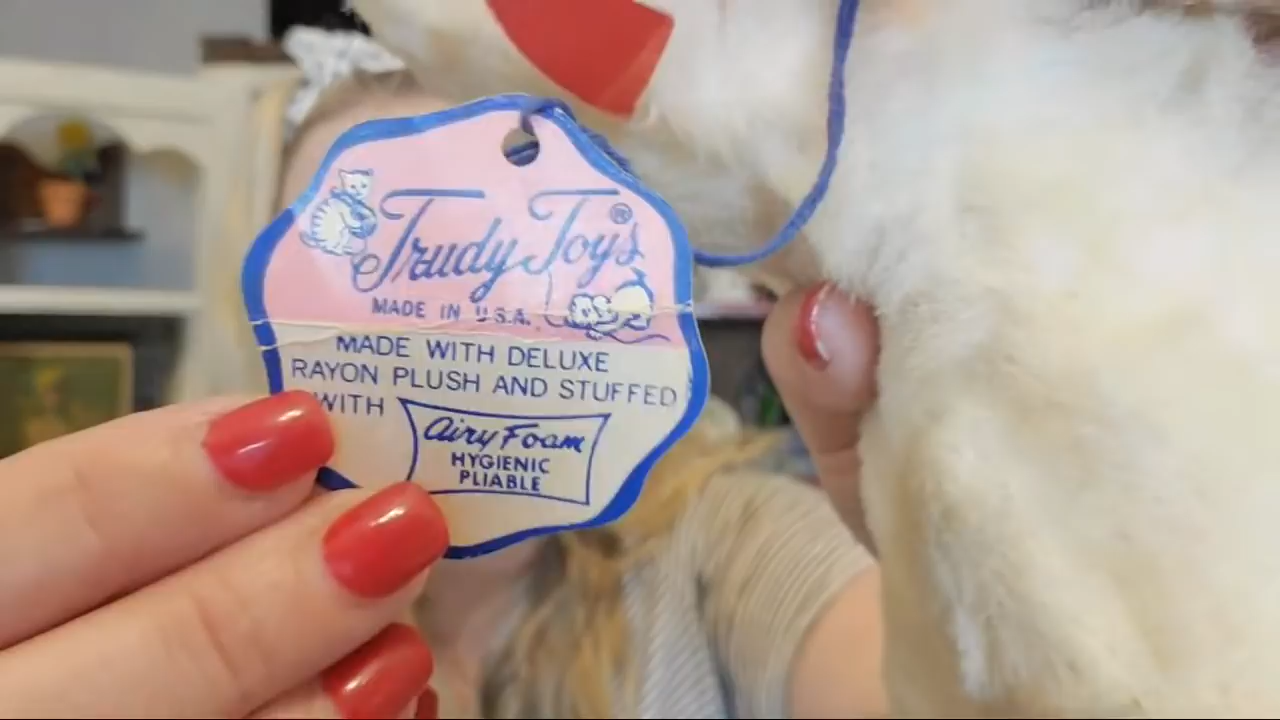 Trudy Toys®
MADE IN U.S.A.
MADE WITH DELUXE
RAYON PLUSH AND STUFFED
WITH
Airy Foam
HYGIENIC
PLIABLE